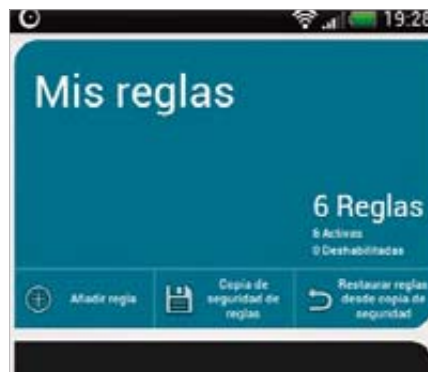 19:28
Mis reglas
6 Reglas
6 Activas
0 Deshabilitadas
Añadir regla
Copia de
seguridad de
reglas
Restaurar reglas
desde copia de
seguridad